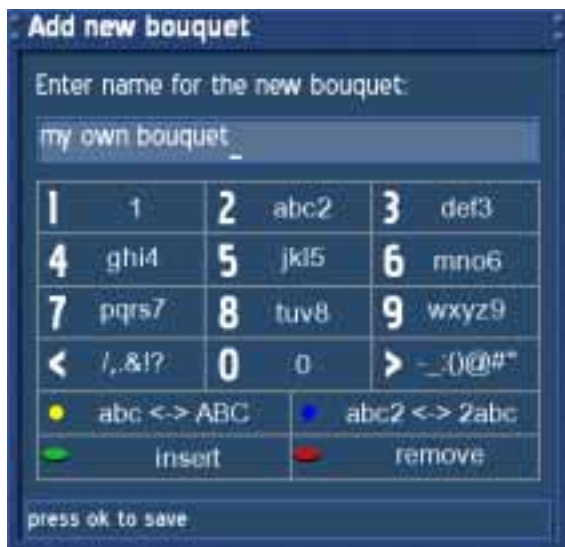 Add new bouquet
Enter name for the new bouquet:
my own bouquet_
1 1 2 abc2 3 def3
4 ghi4 5 jkl5 6 mno6
7 pqrs7 8 tuv8 9 wxyz9
< /,.&!? 0 0 > -_:()@#"
abc <-> ABC abc2 <-> 2abc
insert remove
press ok to save